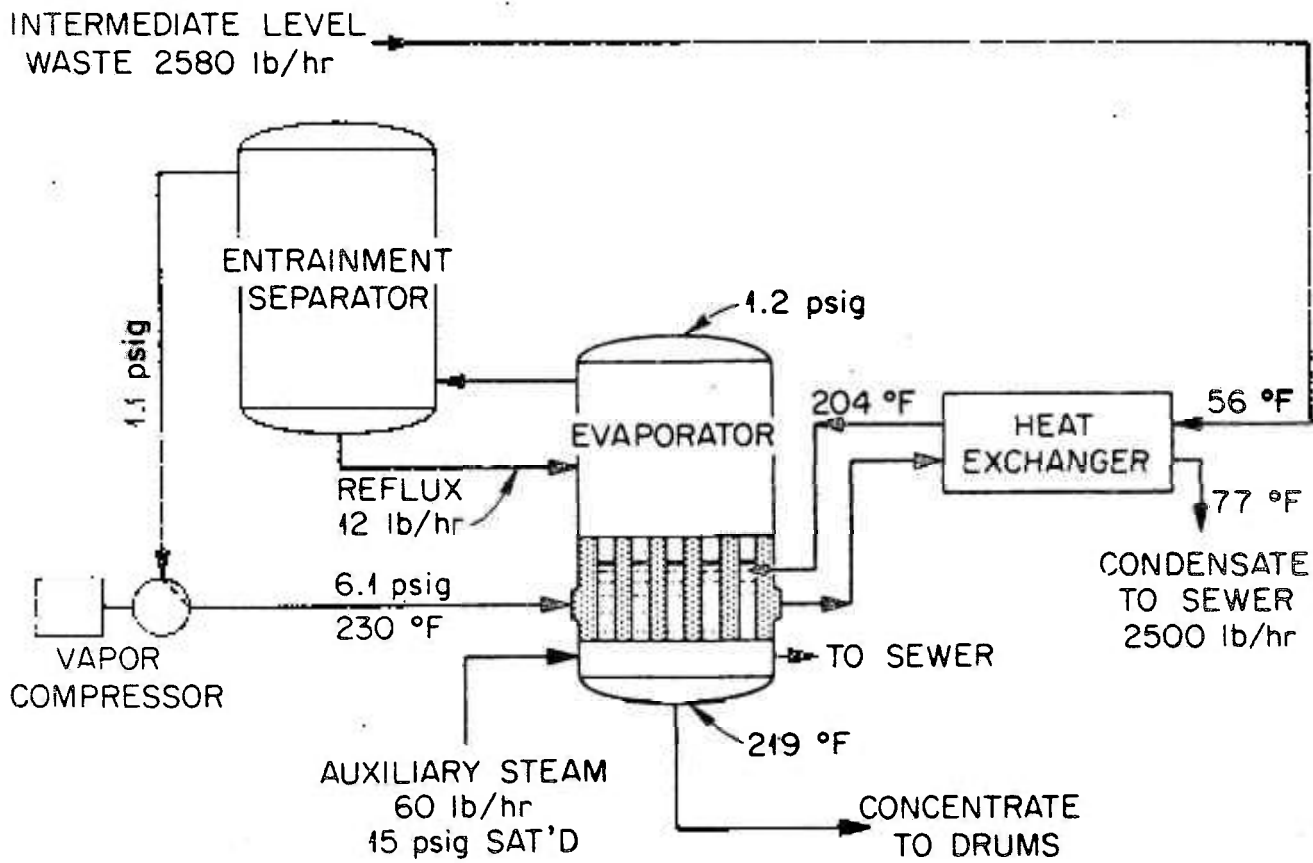 INTERMEDIATE LEVEL
WASTE 2580 lb/hr
ENTRAINMENT
SEPARATOR
1.1 psig
1.2 psig
EVAPORATOR
204 °F
HEAT
EXCHANGER
56 °F
77 °F
REFLUX
12 lb/hr
6.1 psig
230 °F
CONDENSATE
TO SEWER
2500 lb/hr
VAPOR
COMPRESSOR
TO SEWER
219 °F
AUXILIARY STEAM
60 lb/hr
15 psig SAT'D
CONCENTRATE
TO DRUMS